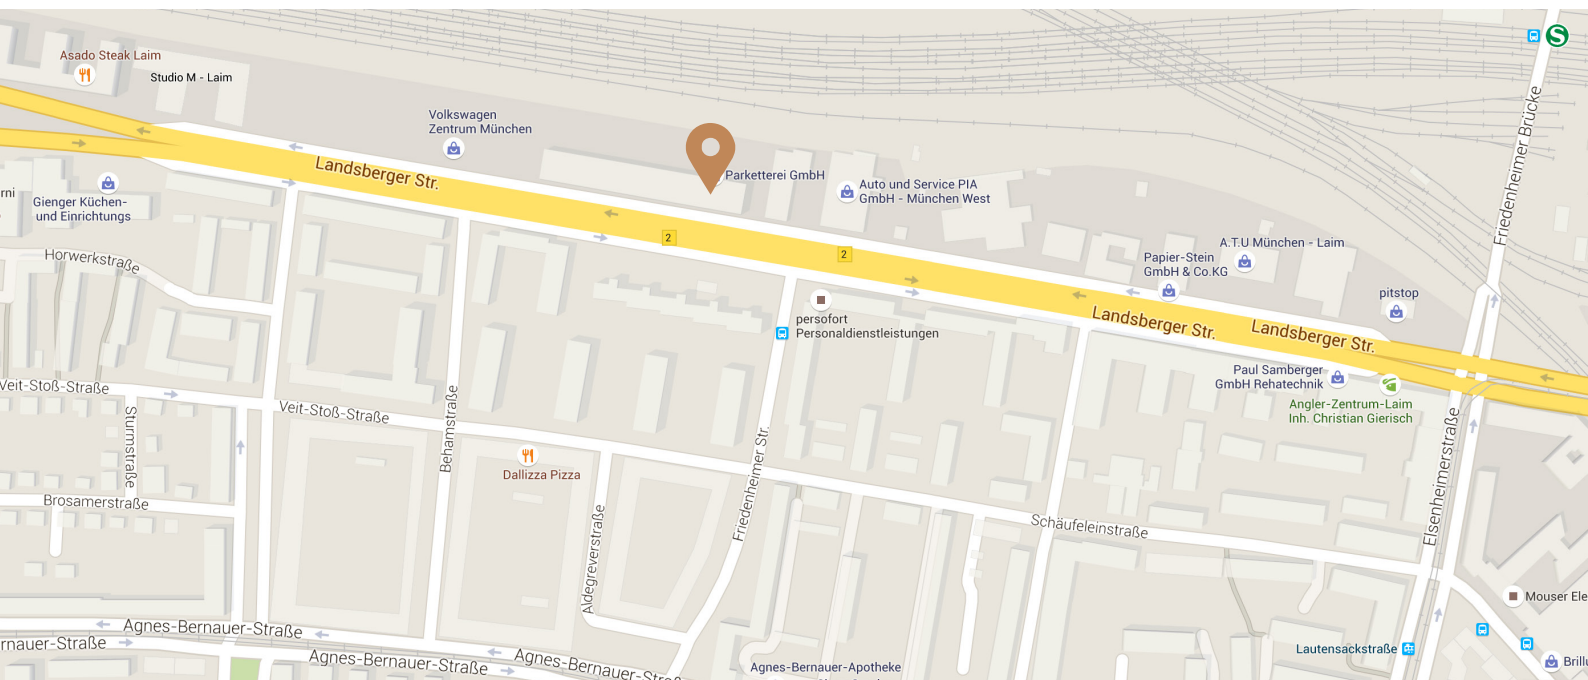 Asado Steak Laim
Studio M - Laim
Volkswagen
Zentrum München
Landsberger Str.
Parketterei GmbH
Auto und Service PIA
GmbH - München West
Friedenheimer Brücke
S
rni
Gienger Küchen-
und Einrichtungs
Horwerkstraße
2
2
A.T.U München - Laim
Papier-Stein
GmbH & Co.KG
pitstop
persofort
Personaldienstleistungen
Landsberger Str.
Landsberger Str.
Paul Samberger
GmbH Rehatechnik
Angler-Zentrum-Laim
Inh. Christian Gierisch
Veit-Stoß-Straße
Veit-Stoß-Straße
Sturmstraße
Behamstraße
Dallizza Pizza
Friedenheimer Str.
Elsenheimerstraße
Brosamerstraße
Aldegreverstraße
Schäufeleinstraße
Mouser Ele
Agnes-Bernauer-Straße
rnauer-Straße
Agnes-Bernauer-Straße
Agnes-Bernauer-Straße
Agnes-Bernauer-Apotheke
Lautensackstraße
Brillu